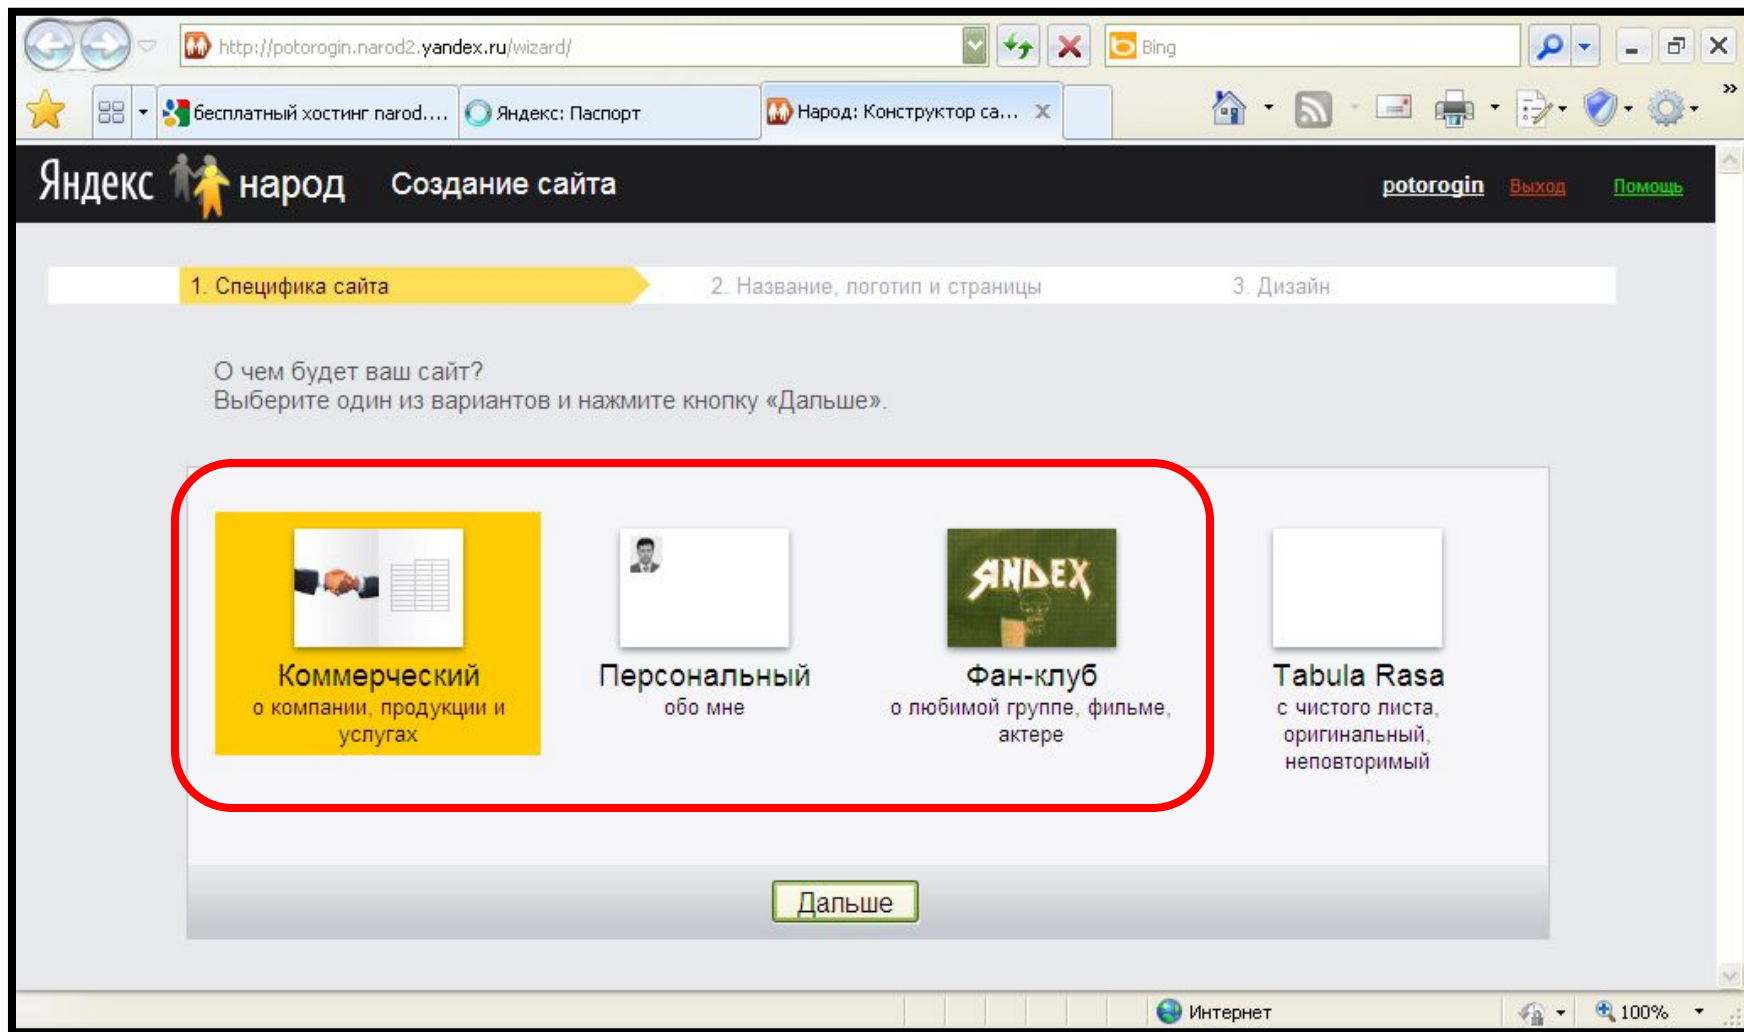 http://potorogin.narod2.yandex.ru/wizard/
Bing
бесплатный хостинг narod....
Яндекс: Паспорт
Народ: Конструктор са...
Яндекс народ
Создание сайта
potorogin
Выход
Помощь
1. Специфика сайта
2. Название, логотип и страницы
3. Дизайн
О чем будет ваш сайт?
Выберите один из вариантов и нажмите кнопку «Дальше».
Коммерческий
о компании, продукции и
услугах
Персональный
обо мне
ЯNDEX
Фан-клуб
о любимой группе, фильме,
актере
Tabula Rasa
с чистого листа,
оригинальный,
неповторимый
Дальше
Интернет
100%